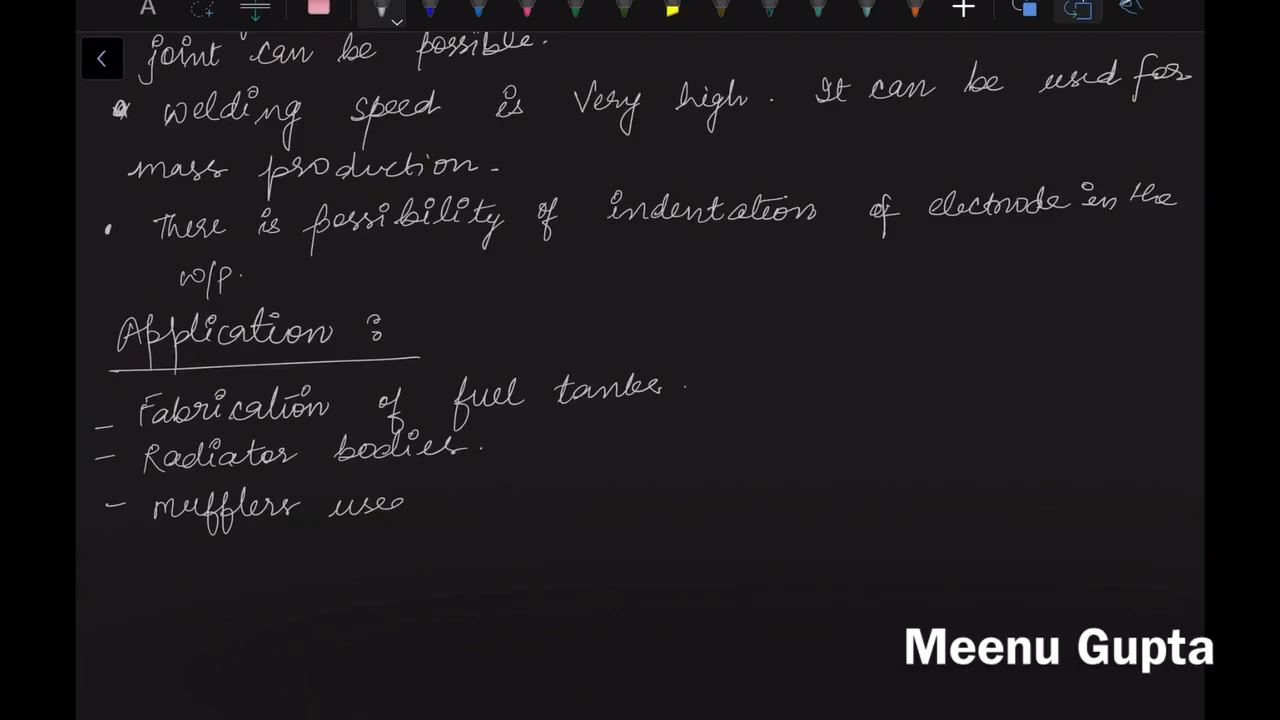 joint" can be possible.
• welding speed is very high. It can be used for
mass production.
• There is possibility of indentation of electrode in the
w/p.
Application :
- Fabrication of fuel tanks.
- Radiator bodies.
- mufflers use
Meenu Gupta